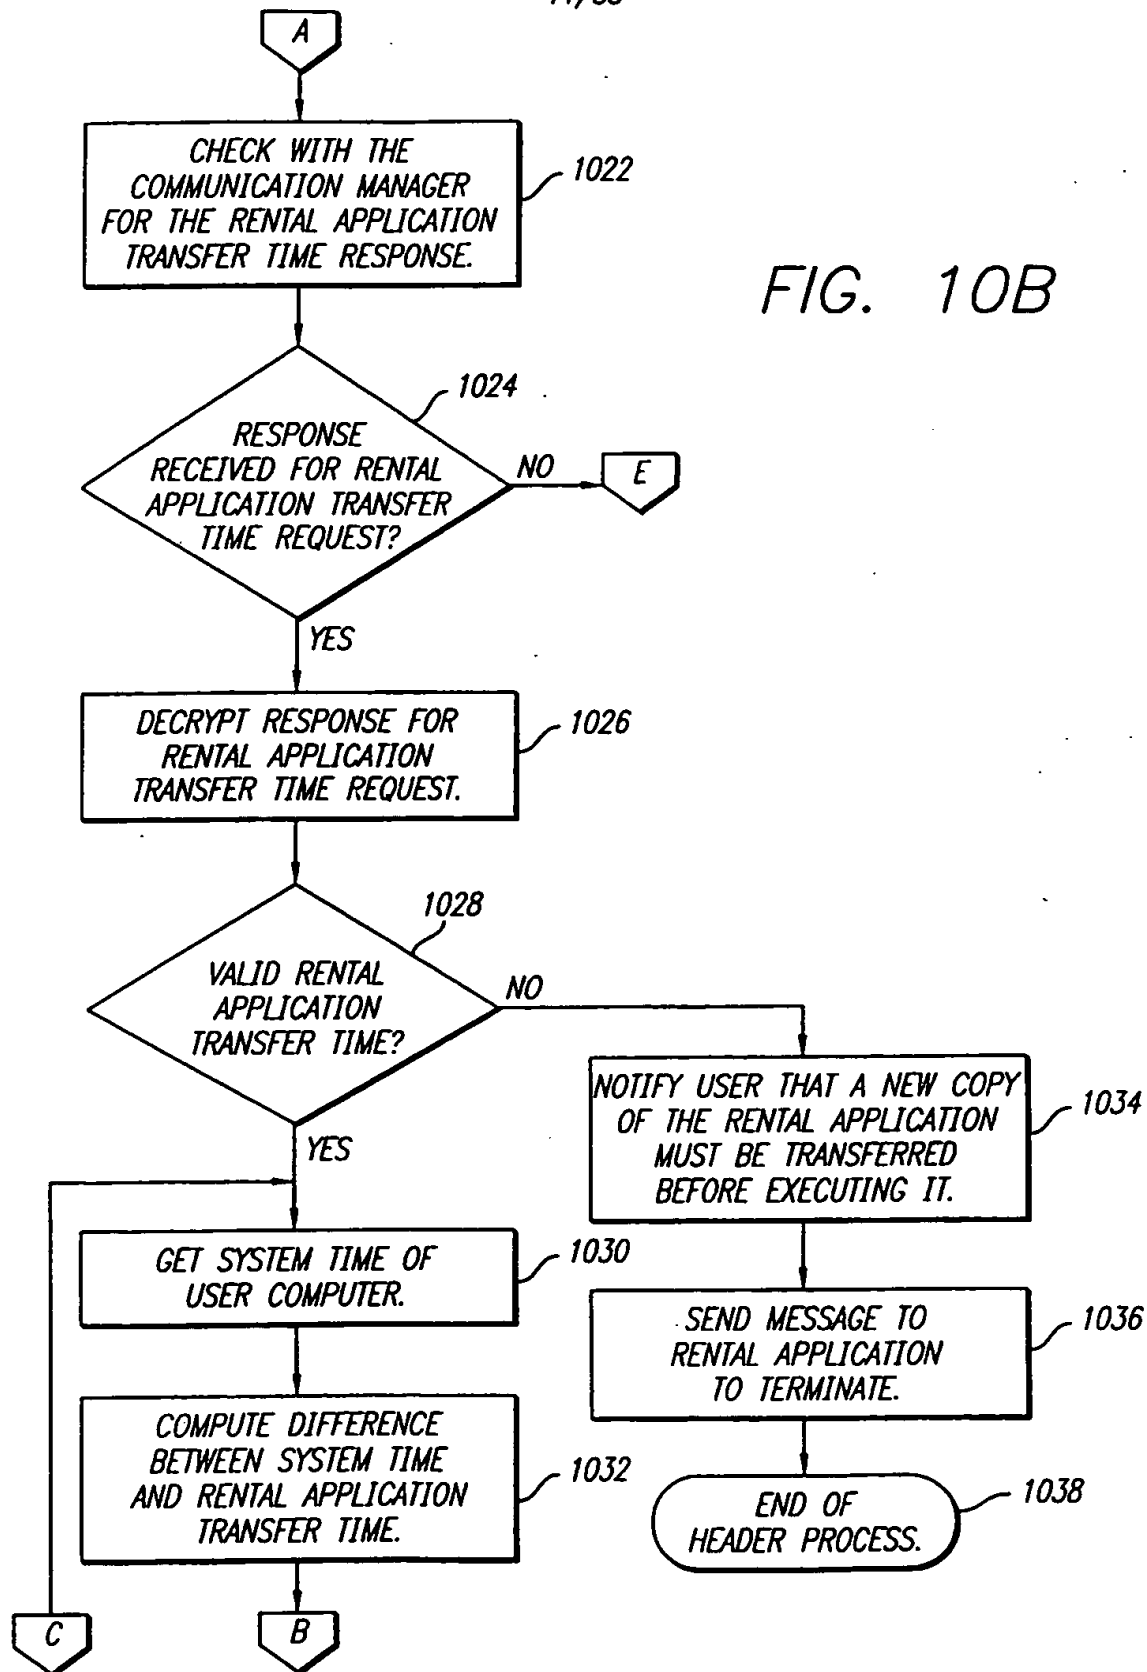 A
CHECK WITH THE
COMMUNICATION MANAGER
FOR THE RENTAL APPLICATION
TRANSFER TIME RESPONSE.
1022
FIG. 10B
1024
RESPONSE
RECEIVED FOR RENTAL
APPLICATION TRANSFER
TIME REQUEST?
NO
E
YES
DECRYPT RESPONSE FOR
RENTAL APPLICATION
TRANSFER TIME REQUEST.
1026
1028
VALID RENTAL
APPLICATION
TRANSFER TIME?
NO
YES
NOTIFY USER THAT A NEW COPY
OF THE RENTAL APPLICATION
MUST BE TRANSFERRED
BEFORE EXECUTING IT.
1034
GET SYSTEM TIME OF
USER COMPUTER.
1030
SEND MESSAGE TO
RENTAL APPLICATION
TO TERMINATE.
1036
COMPUTE DIFFERENCE
BETWEEN SYSTEM TIME
AND RENTAL APPLICATION
TRANSFER TIME.
1032
END OF
HEADER PROCESS.
1038
C
B